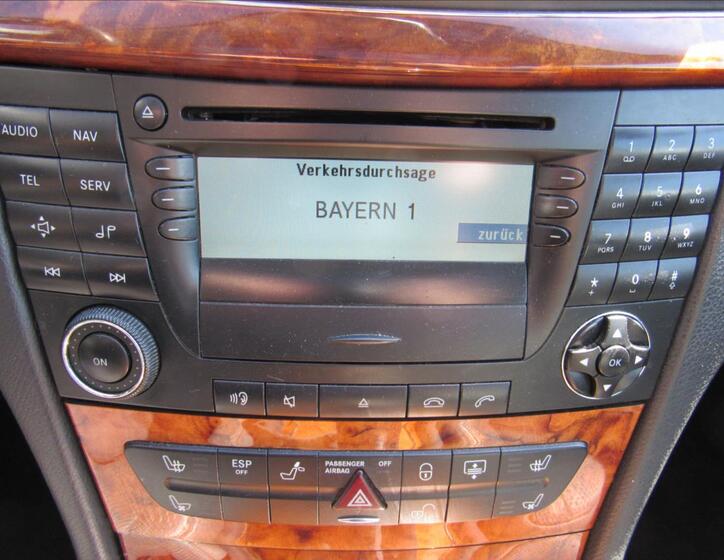 AUDIO
NAV
TEL
SERV
Verkehrsdurchsage
BAYERN 1
zurück
1
2 ABC
3 DEF
4 GHI
5 JKL
6 MNO
7 PQRS
8 TUV
9 WXYZ
* +
0
#
ON
OK
ESP OFF
PASSENGER AIRBAG OFF